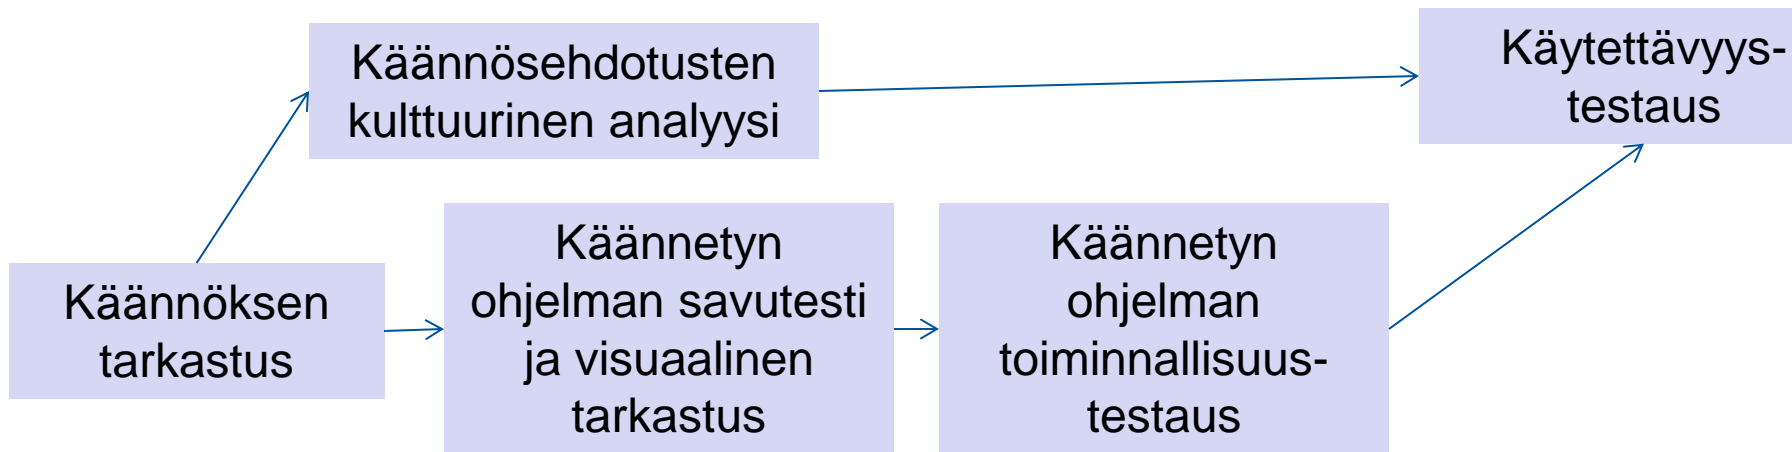 Käännösehdotusten
kulttuurinen analyysi
Käytettävyys-
testaus
Käännöksen
tarkastus
Käännetyn
ohjelman savutesti
ja visuaalinen
tarkastus
Käännetyn
ohjelman
toiminnallisuus-
testaus